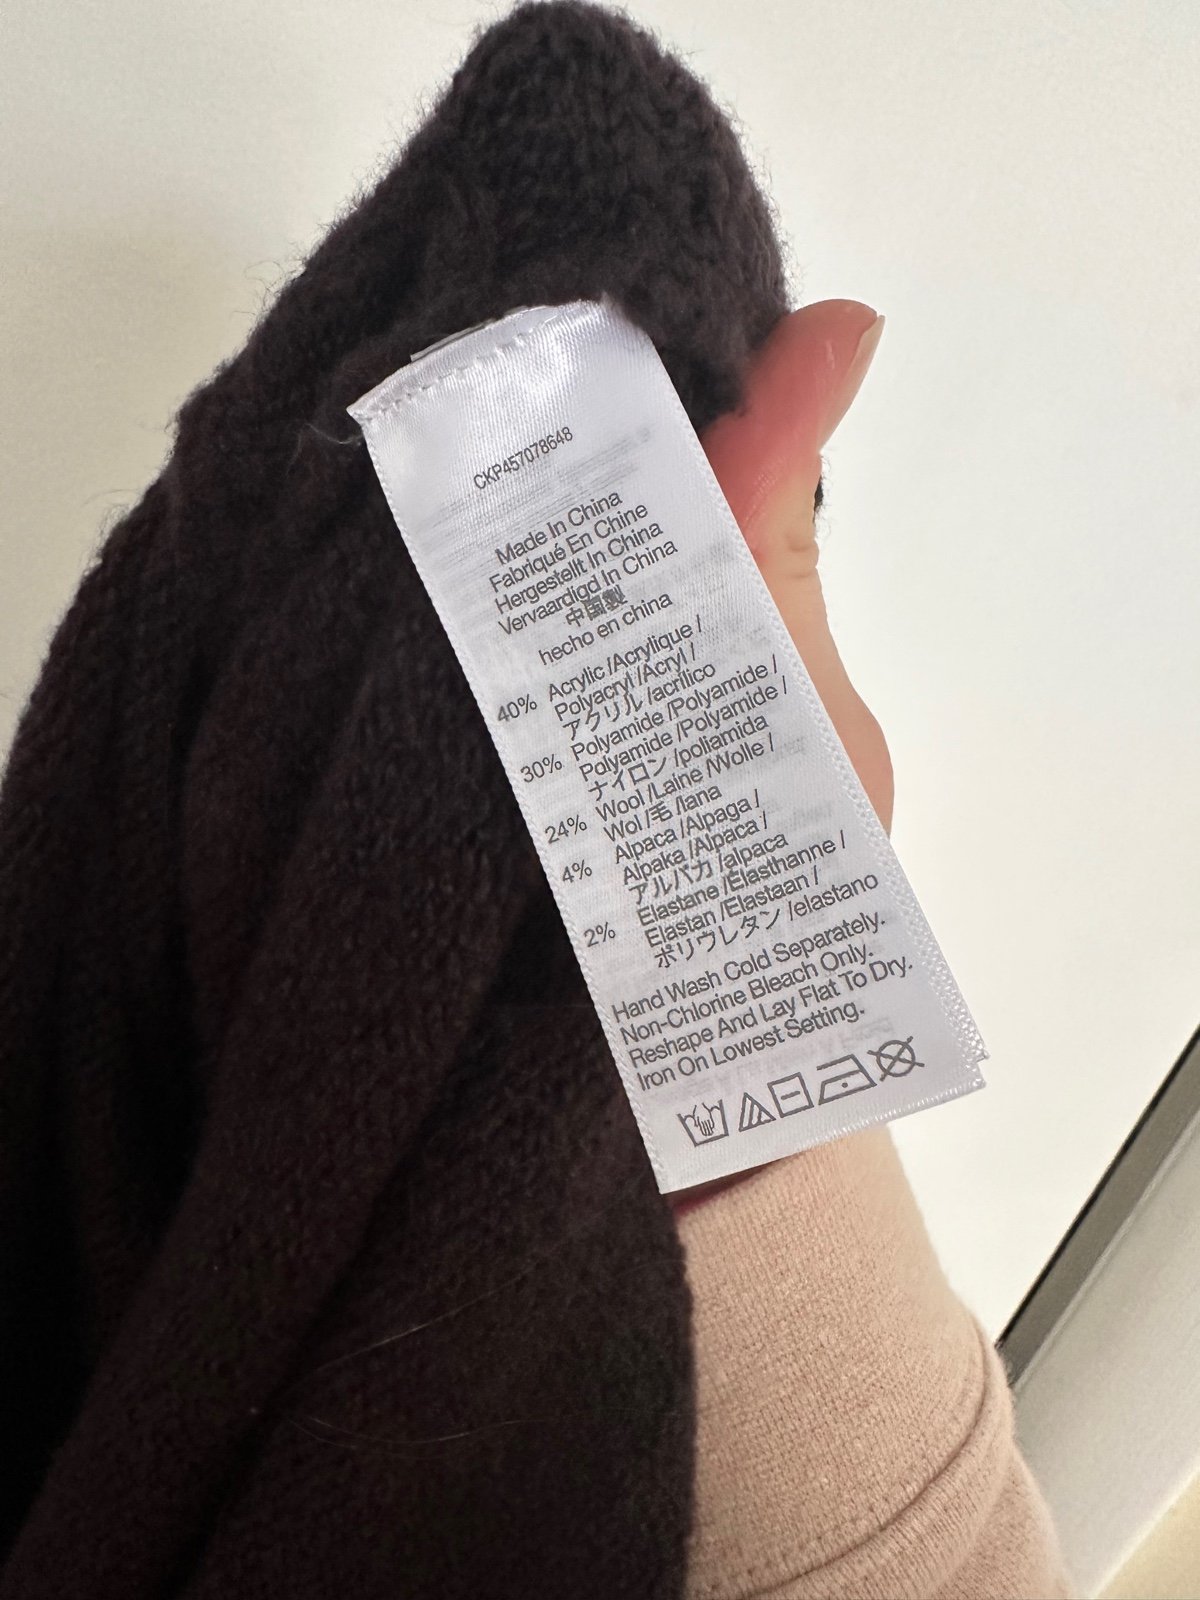 CKP457078648
Made In China
Fabriqué En Chine
Hergestellt In China
Vervaardigd In China
中国製
hecho en china
40% Acrylic /Acrylique /
Polyacryl /Acryl /
アクリル /acrílico
30% Polyamide /Polyamide /
Polyamide /Polyamide /
ナイロン /poliamida
24% Wool /Laine /Wolle /
Wol /毛 /lana
4% Alpaca /Alpaga /
Alpaka /Alpaca /
アルパカ /alpaca
2% Elastane /Élasthanne /
Elastan /Elastaan /
ポリウレタン /elastano
Hand Wash Cold Separately.
Non-Chlorine Bleach Only.
Reshape And Lay Flat To Dry.
Iron On Lowest Setting.